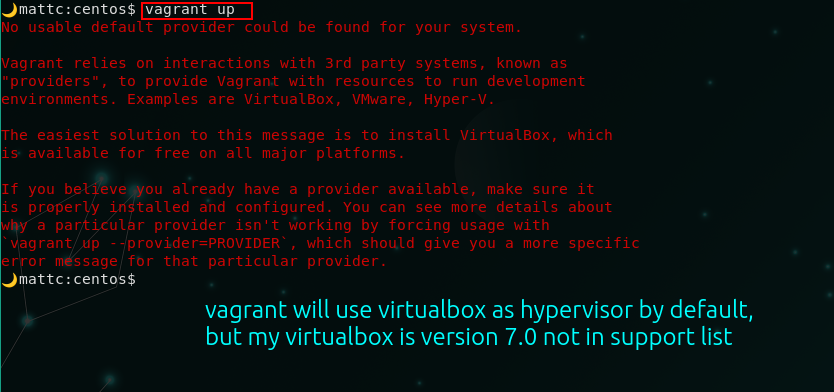 🌙mattc:centos$ vagrant up
No usable default provider could be found for your system.
Vagrant relies on interactions with 3rd party systems, known as
"providers", to provide Vagrant with resources to run development
environments. Examples are VirtualBox, VMware, Hyper-V.
The easiest solution to this message is to install VirtualBox, which
is available for free on all major platforms.
If you believe you already have a provider available, make sure it
is properly installed and configured. You can see more details about
why a particular provider isn't working by forcing usage with
`vagrant up --provider=PROVIDER`, which should give you a more specific
error message for that particular provider.
🌙mattc:centos$
vagrant will use virtualbox as hypervisor by default,
but my virtualbox is version 7.0 not in support list